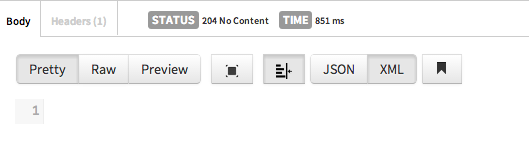 Body Headers (1) STATUS 204 No Content TIME 851 ms
Pretty Raw Preview JSON XML
1